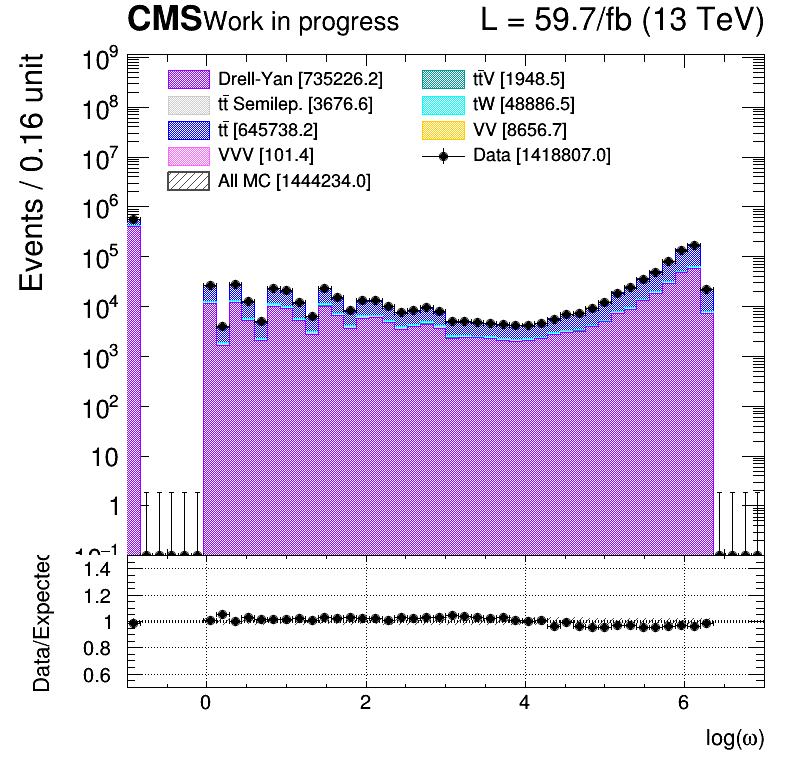 CMS Work in progress L = 59.7/fb (13 TeV)
Events / 0.16 unit
10⁹
10⁸
10⁷
10⁶
10⁵
10⁴
10³
10²
10
1
10⁻¹
Drell-Yan [735226.2]
tt̄ Semilep. [3676.6]
tt̄ [645738.2]
VVV [101.4]
All MC [1444234.0]
tt̄V [1948.5]
tW [48886.5]
VV [8656.7]
Data [1418807.0]
Data/Expected
1.4
1.2
1
0.8
0.6
0 2 4 6
log(ω)